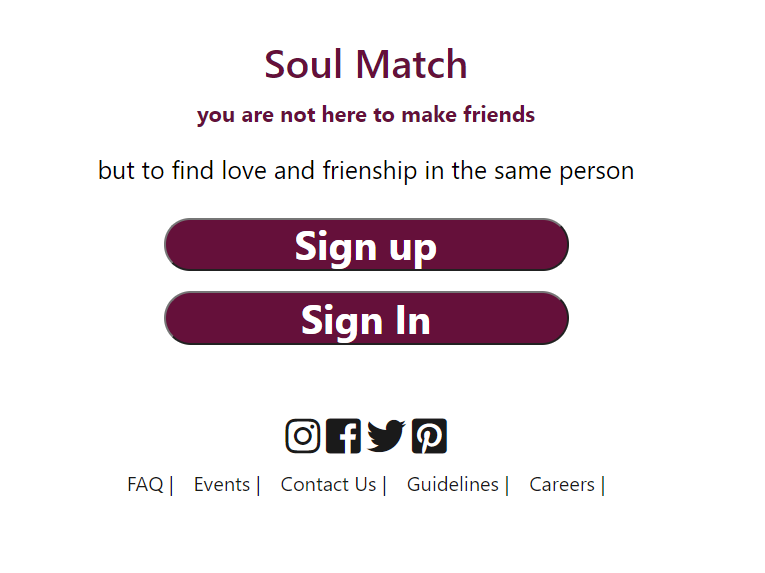 Soul Match
you are not here to make friends
but to find love and frienship in the same person
Sign up
Sign In
FAQ | Events | Contact Us | Guidelines | Careers |